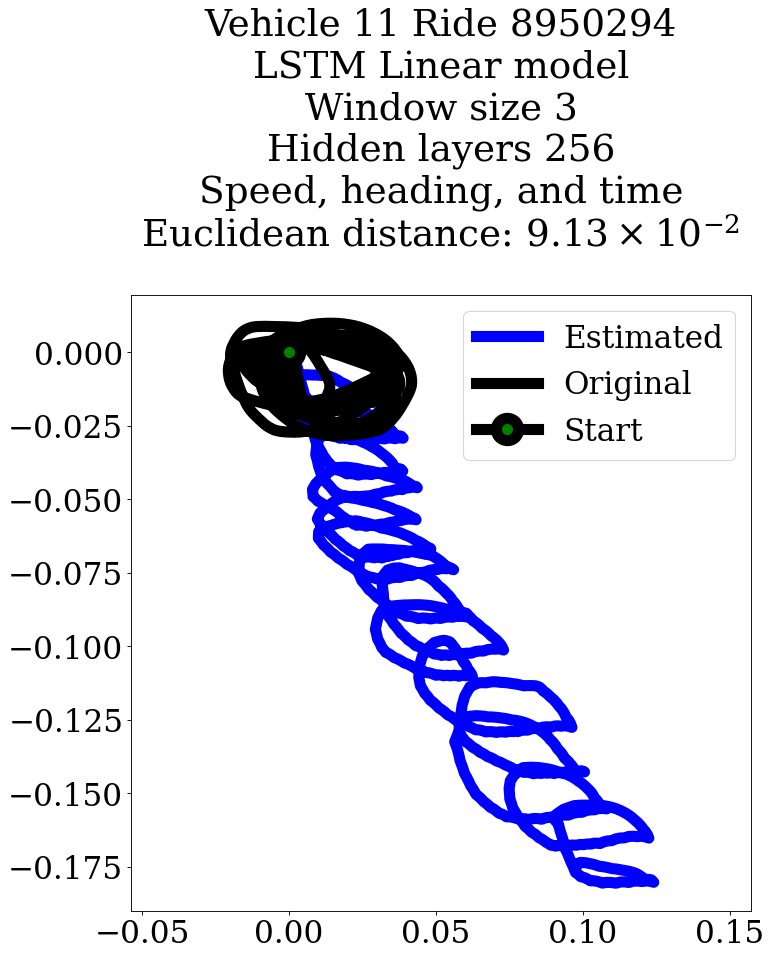 Vehicle 11 Ride 8950294
LSTM Linear model
Window size 3
Hidden layers 256
Speed, heading, and time
Euclidean distance: 9.13 × 10⁻²
Estimated
Original
Start
0.000
−0.025
−0.050
−0.075
−0.100
−0.125
−0.150
−0.175
−0.05 0.00 0.05 0.10 0.15